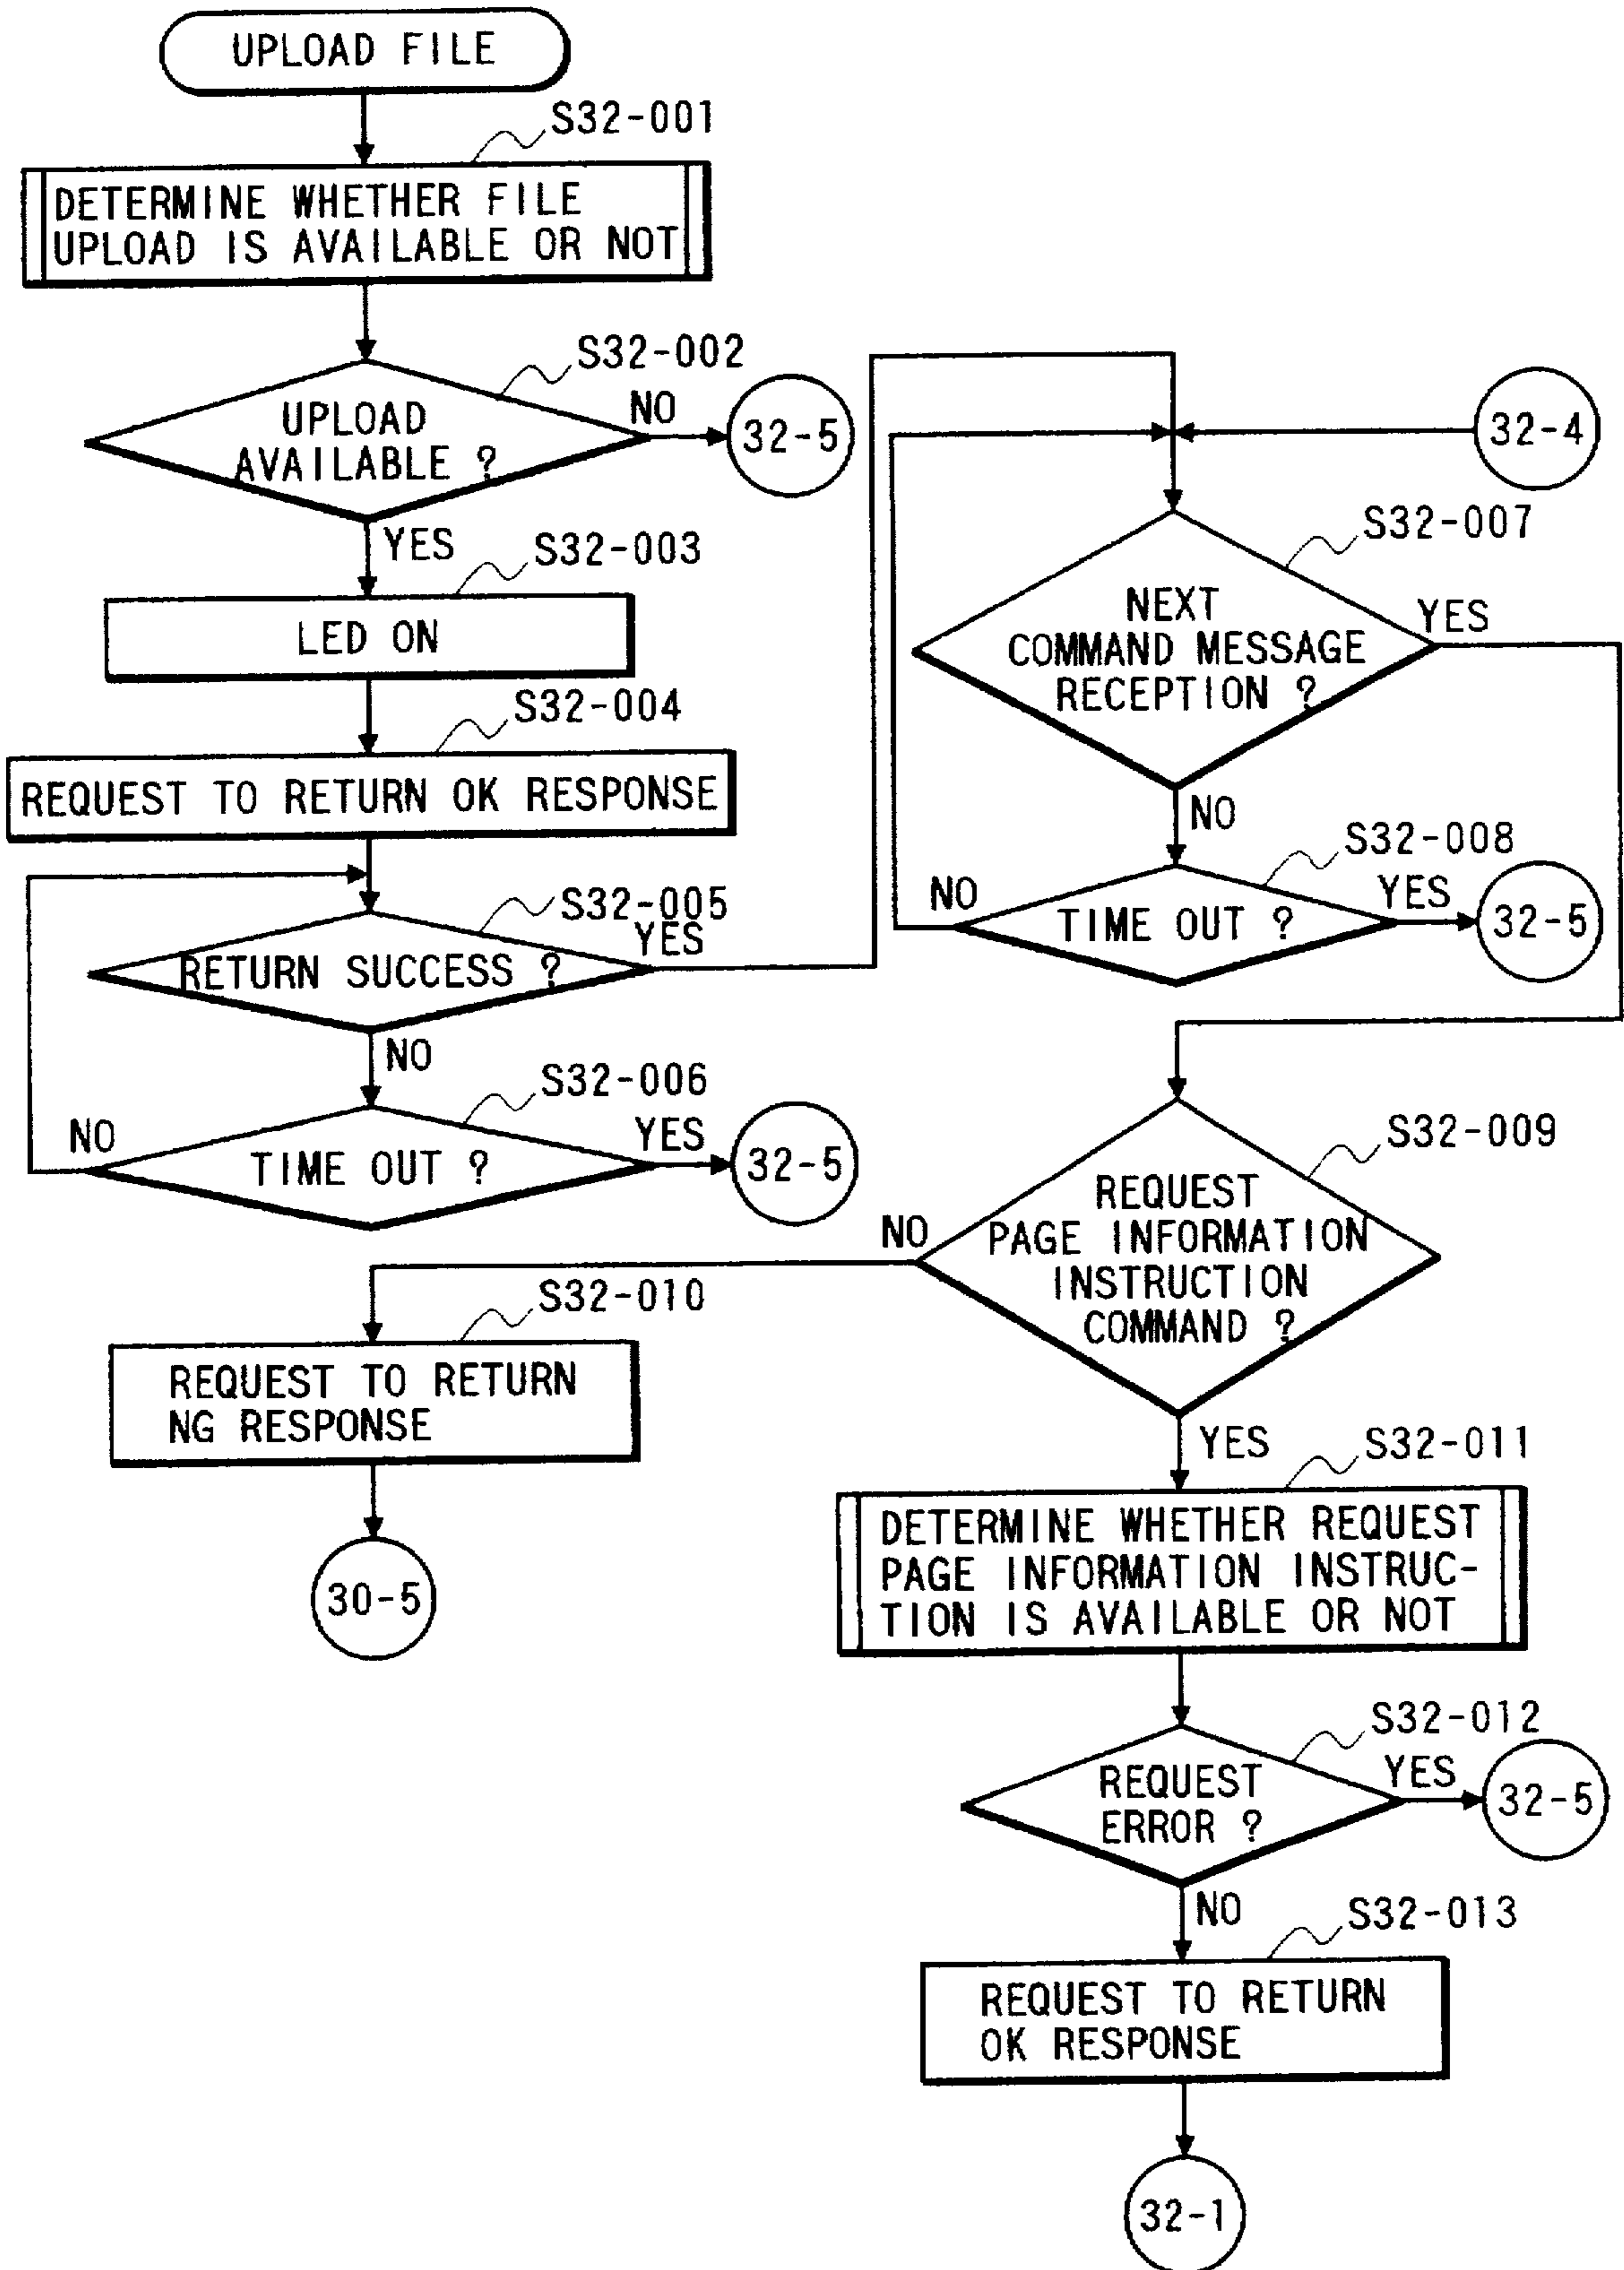 UPLOAD FILE
S32-001
DETERMINE WHETHER FILE
UPLOAD IS AVAILABLE OR NOT
S32-002
UPLOAD
AVAILABLE ?
NO
32-5
YES
S32-003
LED ON
S32-004
REQUEST TO RETURN OK RESPONSE
S32-005
RETURN SUCCESS ?
YES
NO
S32-006
TIME OUT ?
NO
YES
32-5
32-4
S32-007
NEXT
COMMAND MESSAGE
RECEPTION ?
YES
NO
S32-008
TIME OUT ?
NO
YES
32-5
S32-009
REQUEST
PAGE INFORMATION
INSTRUCTION
COMMAND ?
NO
S32-010
REQUEST TO RETURN
NG RESPONSE
30-5
YES
S32-011
DETERMINE WHETHER REQUEST
PAGE INFORMATION INSTRUC-
TION IS AVAILABLE OR NOT
S32-012
REQUEST
ERROR ?
YES
32-5
NO
S32-013
REQUEST TO RETURN
OK RESPONSE
32-1